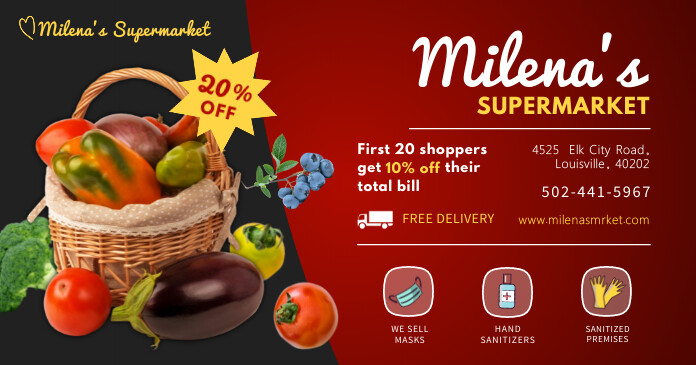 Milena's Supermarket
20%
OFF
Milena's
SUPERMARKET
First 20 shoppers
get 10% off their
total bill
4525 Elk City Road,
Louisville, 40202
502-441-5967
FREE DELIVERY
www.milenasmrket.com
WE SELL
MASKS
HAND
SANITIZERS
SANITIZED
PREMISES